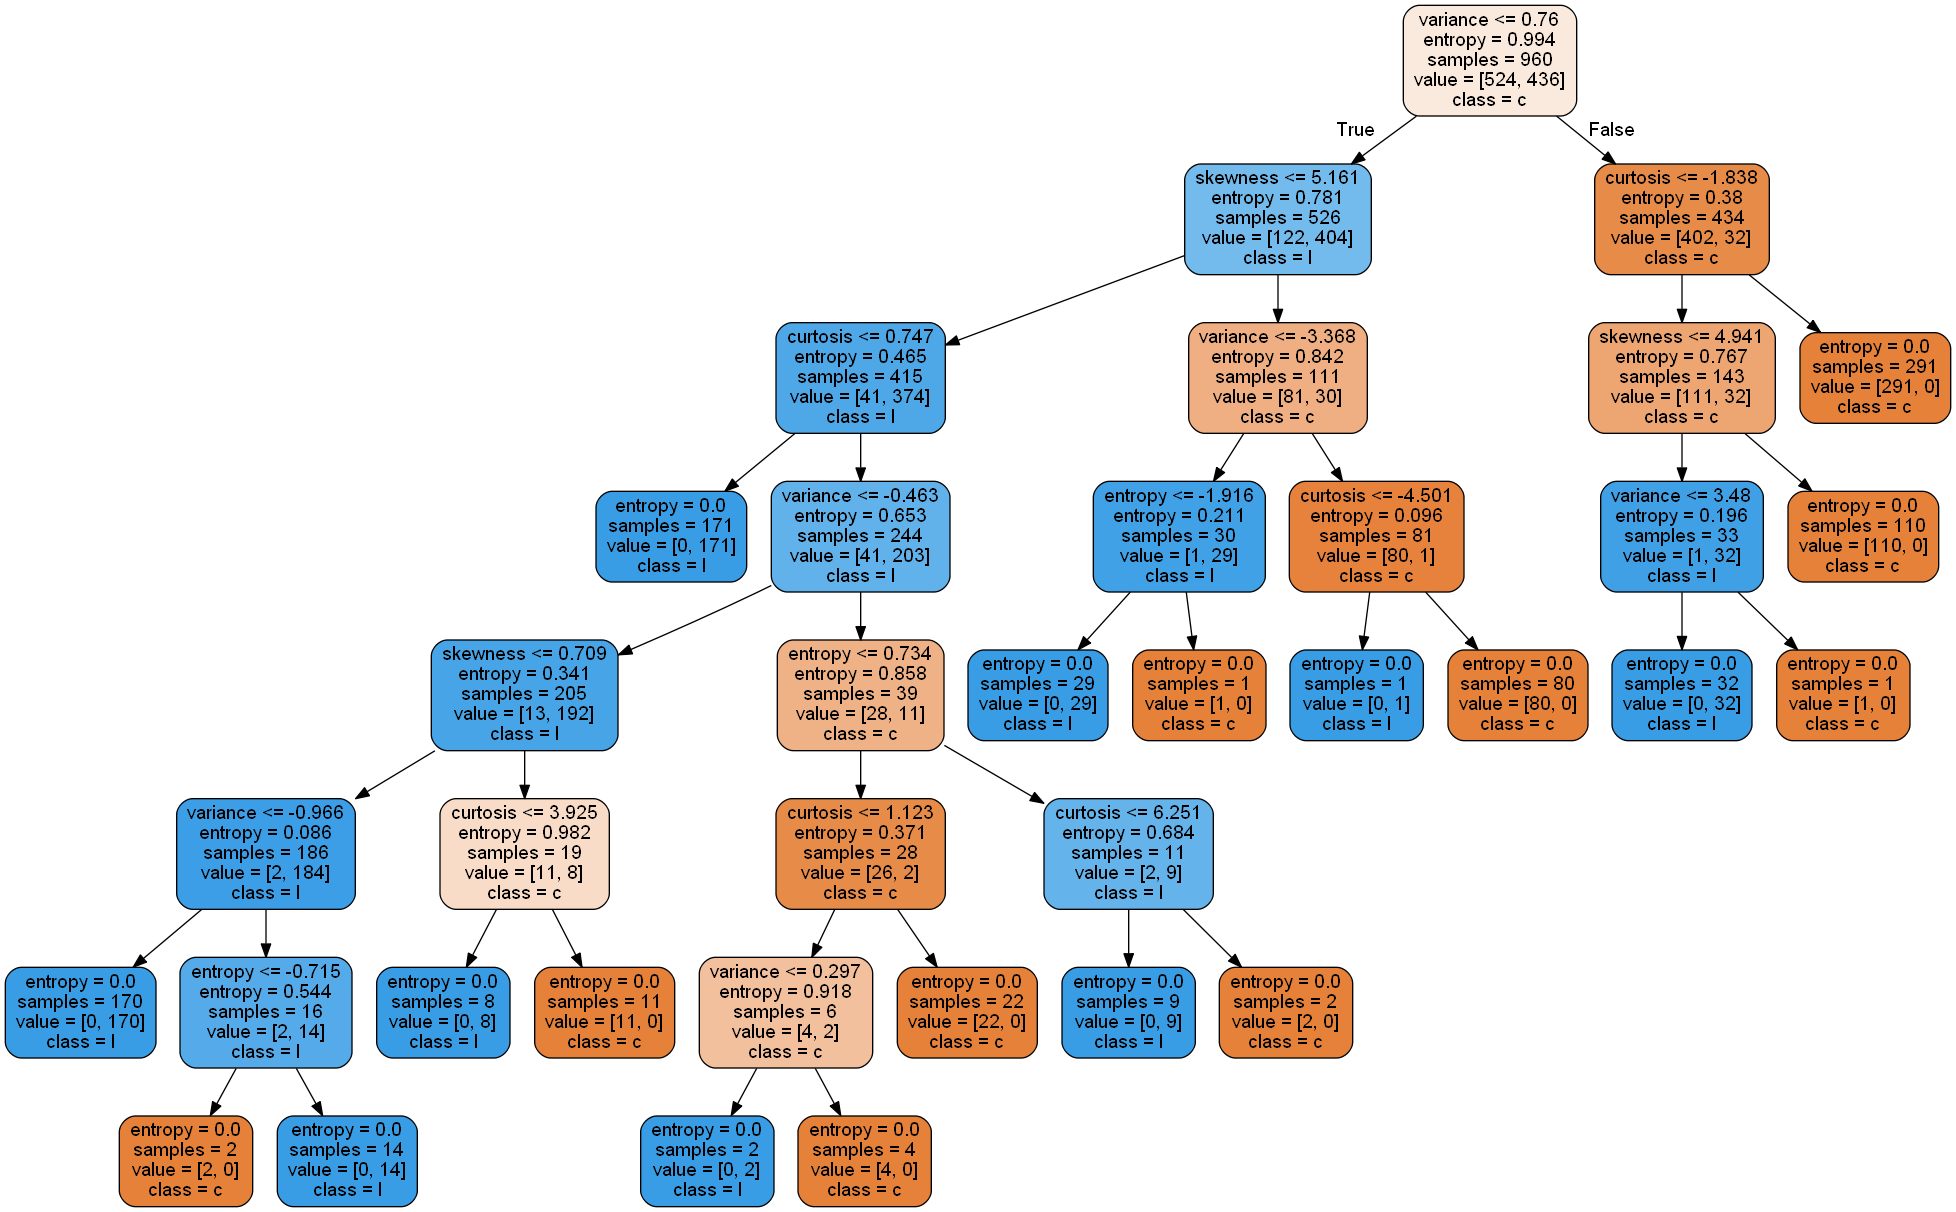 variance <= 0.76
entropy = 0.994
samples = 960
value = [524, 436]
class = c
True
False
skewness <= 5.161
entropy = 0.781
samples = 526
value = [122, 404]
class = l
curtosis <= -1.838
entropy = 0.38
samples = 434
value = [402, 32]
class = c
curtosis <= 0.747
entropy = 0.465
samples = 415
value = [41, 374]
class = l
variance <= -3.368
entropy = 0.842
samples = 111
value = [81, 30]
class = c
skewness <= 4.941
entropy = 0.767
samples = 143
value = [111, 32]
class = c
entropy = 0.0
samples = 291
value = [291, 0]
class = c
entropy = 0.0
samples = 171
value = [0, 171]
class = l
variance <= -0.463
entropy = 0.653
samples = 244
value = [41, 203]
class = l
entropy <= -1.916
entropy = 0.211
samples = 30
value = [1, 29]
class = l
curtosis <= -4.501
entropy = 0.096
samples = 81
value = [80, 1]
class = c
variance <= 3.48
entropy = 0.196
samples = 33
value = [1, 32]
class = l
entropy = 0.0
samples = 110
value = [110, 0]
class = c
skewness <= 0.709
entropy = 0.341
samples = 205
value = [13, 192]
class = l
entropy <= 0.734
entropy = 0.858
samples = 39
value = [28, 11]
class = c
entropy = 0.0
samples = 29
value = [0, 29]
class = l
entropy = 0.0
samples = 1
value = [1, 0]
class = c
entropy = 0.0
samples = 1
value = [0, 1]
class = l
entropy = 0.0
samples = 80
value = [80, 0]
class = c
entropy = 0.0
samples = 32
value = [0, 32]
class = l
entropy = 0.0
samples = 1
value = [1, 0]
class = c
variance <= -0.966
entropy = 0.086
samples = 186
value = [2, 184]
class = l
curtosis <= 3.925
entropy = 0.982
samples = 19
value = [11, 8]
class = c
curtosis <= 1.123
entropy = 0.371
samples = 28
value = [26, 2]
class = c
curtosis <= 6.251
entropy = 0.684
samples = 11
value = [2, 9]
class = l
entropy = 0.0
samples = 170
value = [0, 170]
class = l
entropy <= -0.715
entropy = 0.544
samples = 16
value = [2, 14]
class = l
entropy = 0.0
samples = 8
value = [0, 8]
class = l
entropy = 0.0
samples = 11
value = [11, 0]
class = c
variance <= 0.297
entropy = 0.918
samples = 6
value = [4, 2]
class = c
entropy = 0.0
samples = 22
value = [22, 0]
class = c
entropy = 0.0
samples = 9
value = [0, 9]
class = l
entropy = 0.0
samples = 2
value = [2, 0]
class = c
entropy = 0.0
samples = 2
value = [2, 0]
class = c
entropy = 0.0
samples = 14
value = [0, 14]
class = l
entropy = 0.0
samples = 2
value = [0, 2]
class = l
entropy = 0.0
samples = 4
value = [4, 0]
class = c